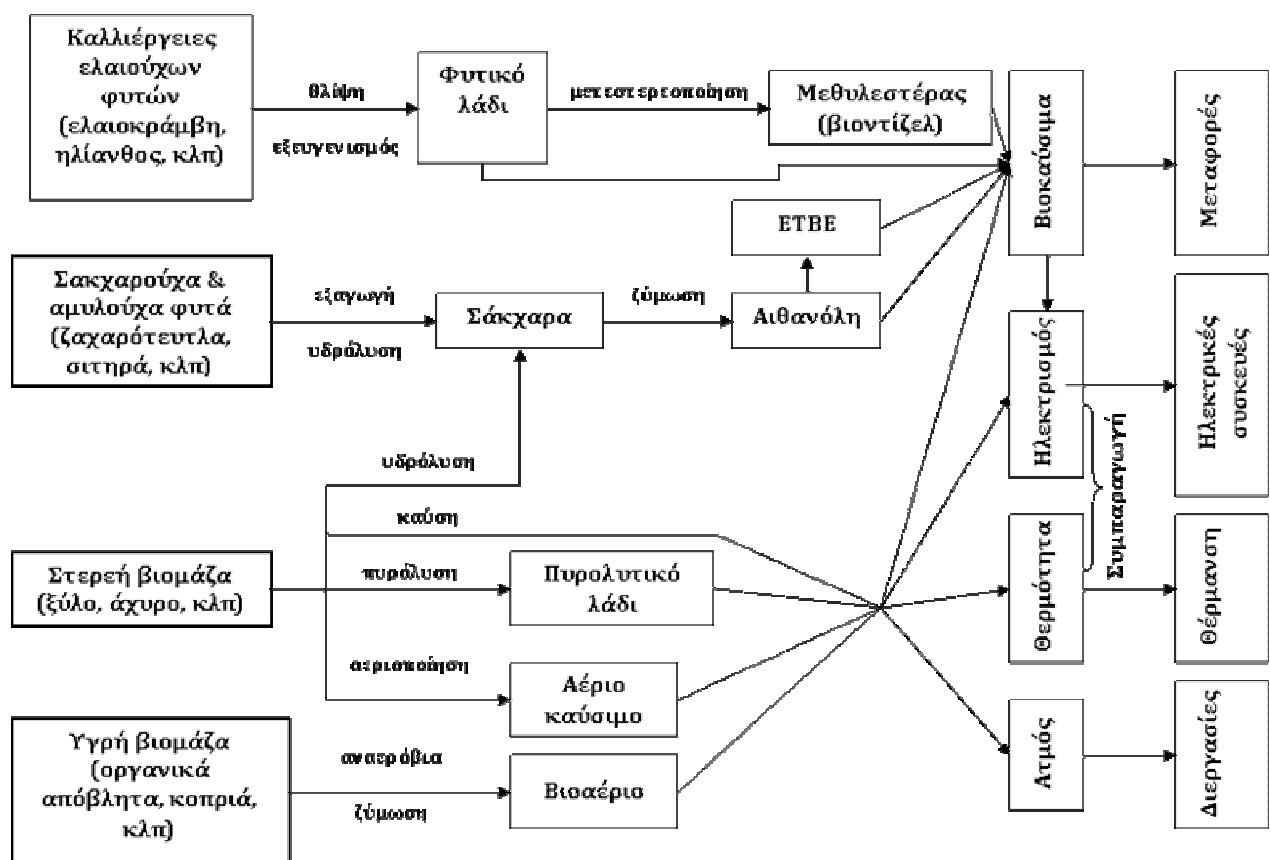 Καλλιέργειες
ελαιούχων
φυτών
(ελαιοκράμβη,
ηλίανθος, κλπ)
θλίψη
εξευγενισμός
Φυτικό
λάδι
μετεστερεοποίηση
Μεθυλεστέρας
(βιοντίζελ)
Βιοκαύσιμα
Μεταφορές
ΕΤΒΕ
Σακχαρούχα &
αμυλούχα φυτά
(ζαχαρότευτλα,
σιτηρά, κλπ)
εξαγωγή
υδρόλυση
Σάκχαρα
ζύμωση
Αιθανόλη
Ηλεκτρισμός
Ηλεκτρικές
συσκευές
Συμπαραγωγή
υδρόλυση
καύση
Στερεή βιομάζα
(ξύλο, άχυρο, κλπ)
πυρόλυση
Πυρολυτικό
λάδι
Θερμότητα
Θέρμανση
αεριοποίηση
Αέριο
καύσιμο
Υγρή βιομάζα
(οργανικά
απόβλητα, κοπριά,
κλπ)
αναερόβια
ζύμωση
Βιοαέριο
Ατμός
Διεργασίες